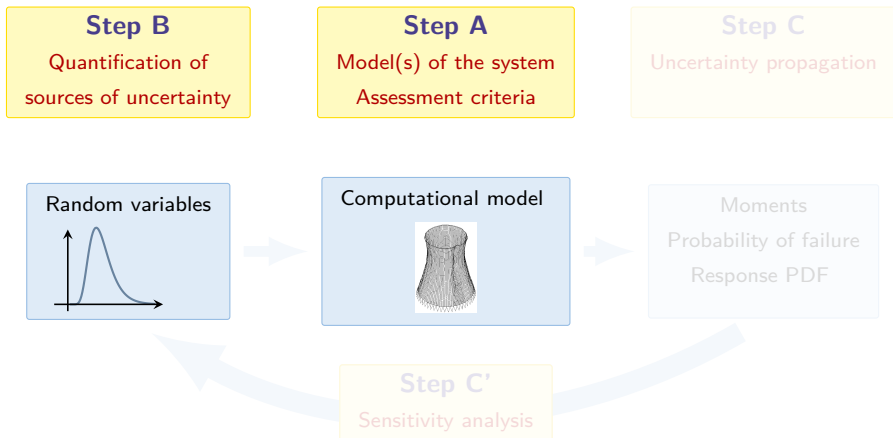 Step B
Quantification of
sources of uncertainty
Step A
Model(s) of the system
Assessment criteria
Step C
Uncertainty propagation
Random variables
Computational model
Moments
Probability of failure
Response PDF
Step C'
Sensitivity analysis